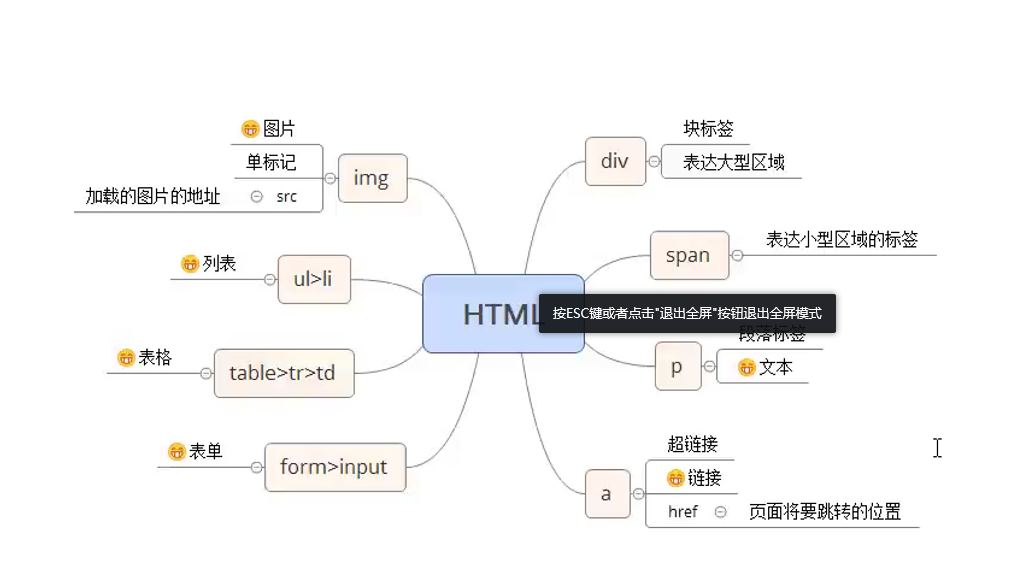 图片
单标记
加载的图片的地址
src
img
列表
ul>li
表格
table>tr>td
表单
form>input
HTML
按ESC键或者点击"退出全屏"按钮退出全屏模式
块标签
表达大型区域
div
表达小型区域的标签
span
段落标签
文本
p
超链接
链接
href
页面将要跳转的位置
a